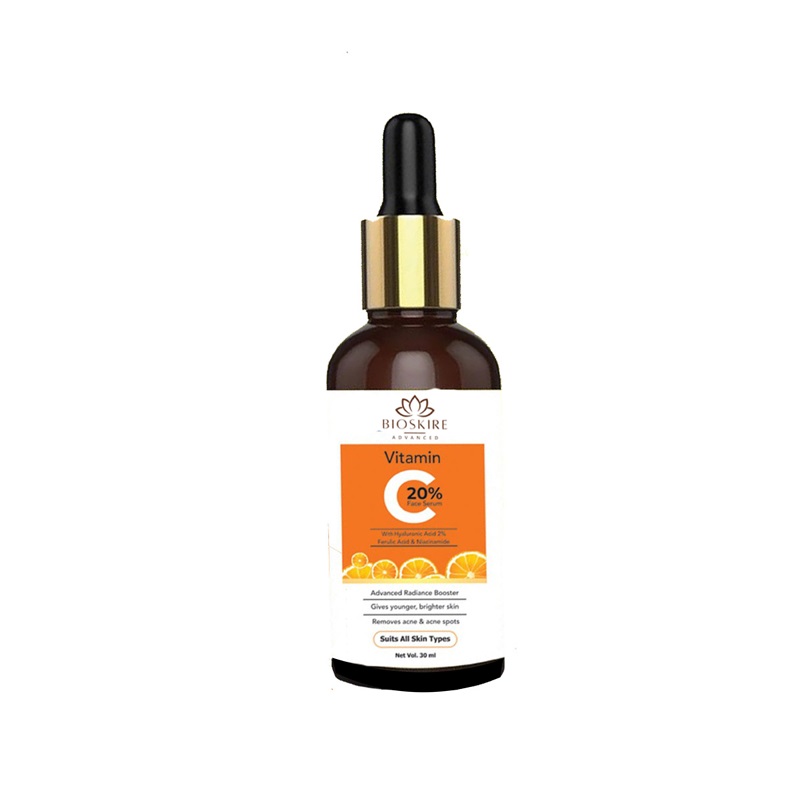 BIOSKIRE
ADVANCED
Vitamin
C 20%
Face Serum
With Hyaluronic Acid 2%
Ferulic Acid & Niacinamide
Advanced Radiance Booster
Gives younger, brighter skin
Removes acne & acne spots
Suits All Skin Types
Net Vol. 30 ml